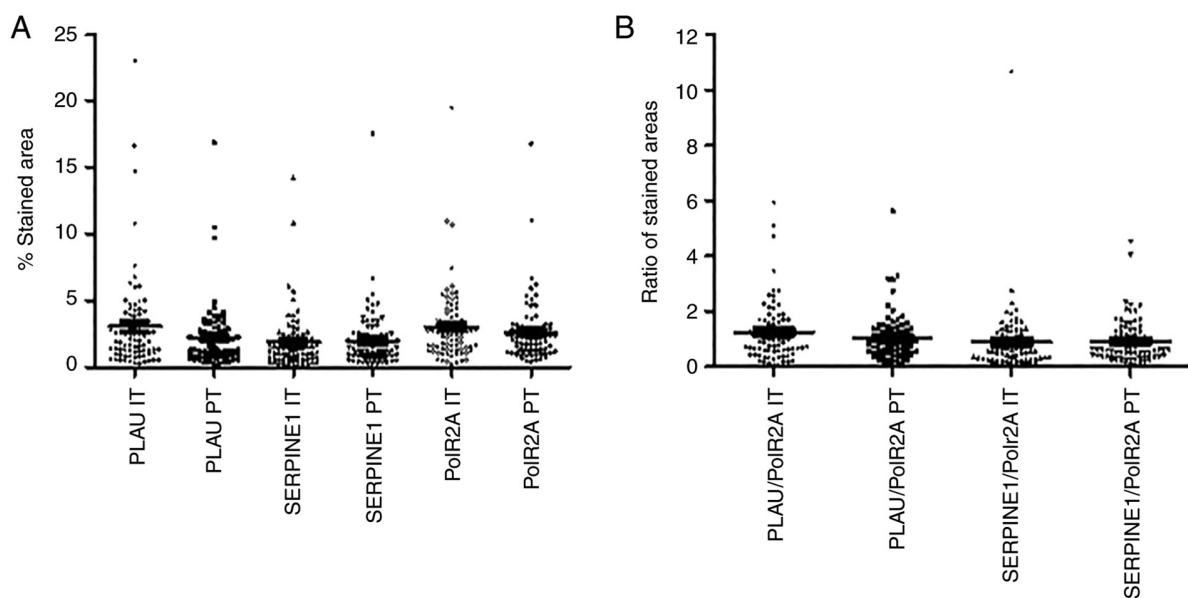 A
% Stained area
25
20
15
10
5
0
PLAU IT
PLAU PT
SERPINE1 IT
SERPINE1 PT
PolR2A IT
PolR2A PT
B
Ratio of stained areas
12
10
8
6
4
2
0
PLAU/PolR2A IT
PLAU/PolR2A PT
SERPINE1/Polr2A IT
SERPINE1/PolR2A PT